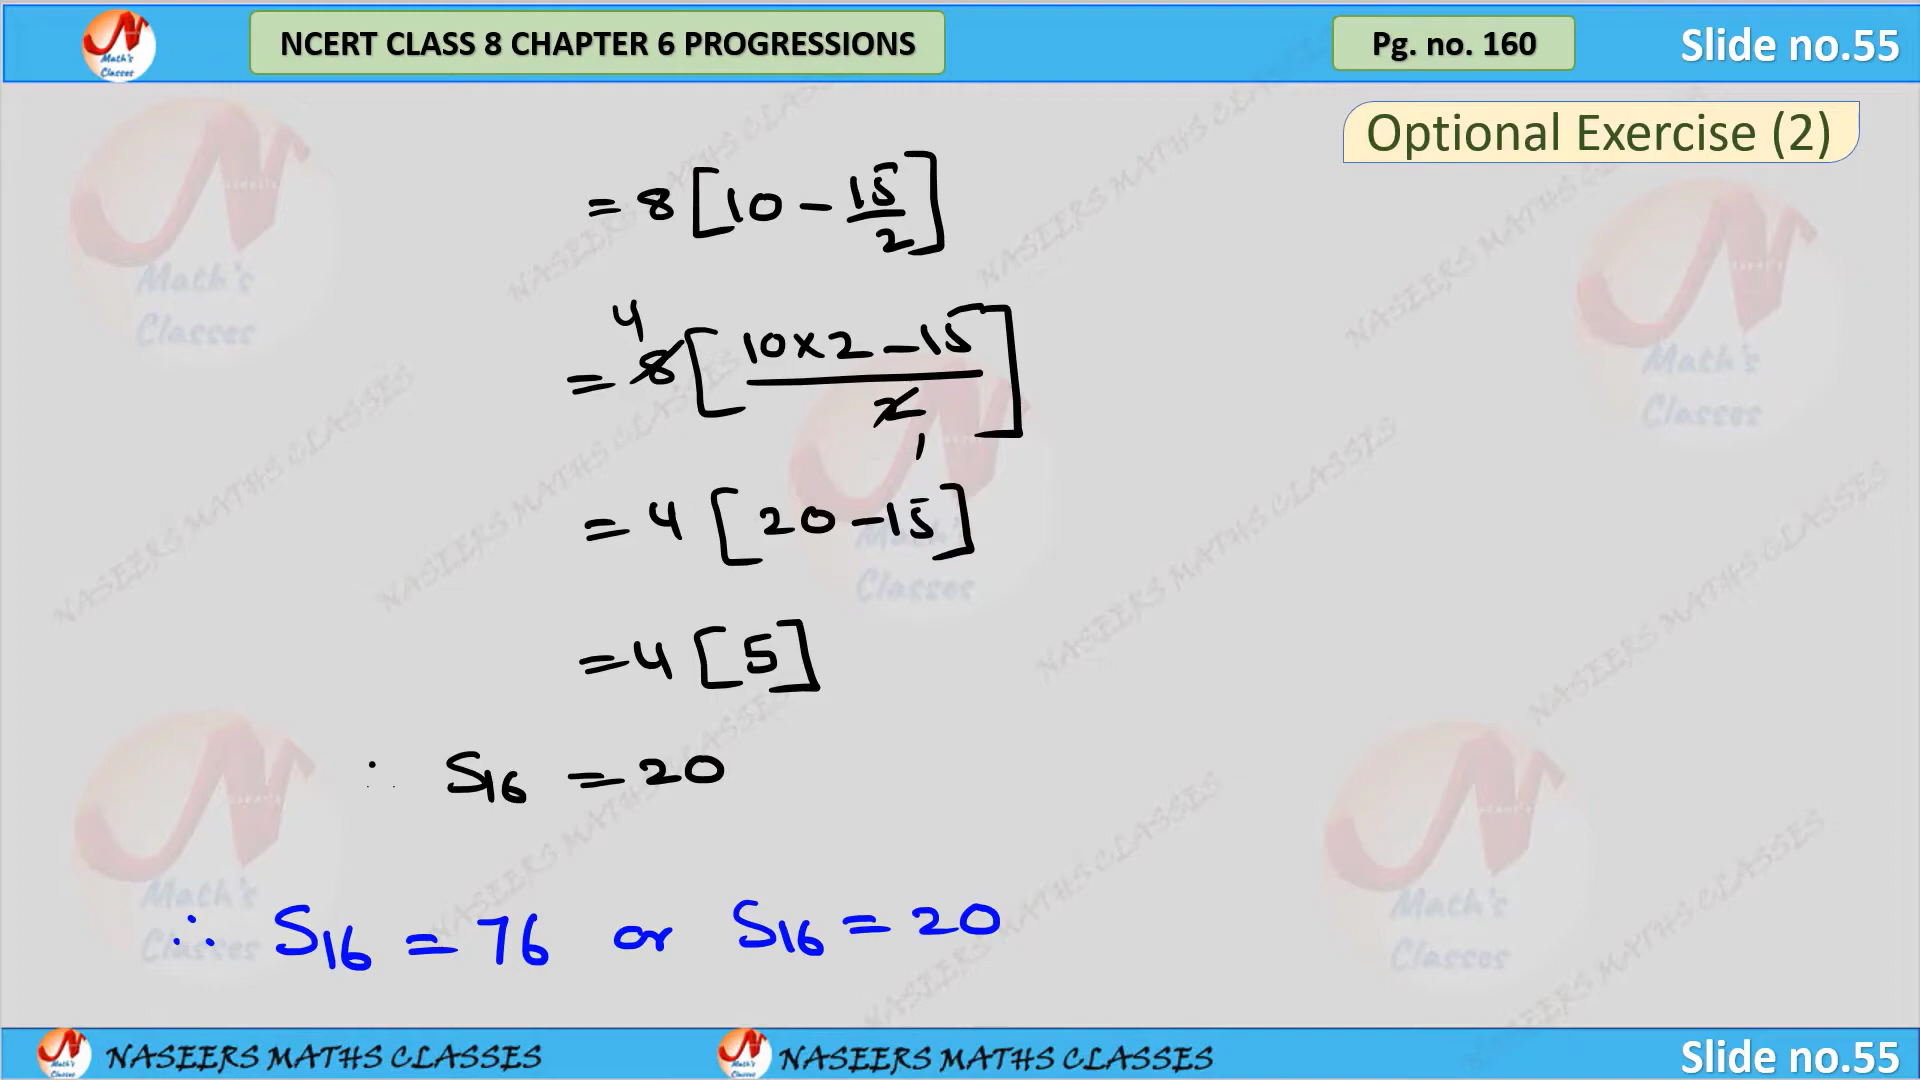 NCERT CLASS 8 CHAPTER 6 PROGRESSIONS
Pg. no. 160
Slide no.55
Math's
Classes
Optional Exercise (2)
= 8 [10 - 15/2]
= 8 [(10 × 2 - 15)/2]
4
1
= 4 [20 - 15]
= 4 [5]
S₁₆ = 20
∴ S₁₆ = 76 or S₁₆ = 20
NASEERS MATHS CLASSES
NASEERS MATHS CLASSES
Slide no.55